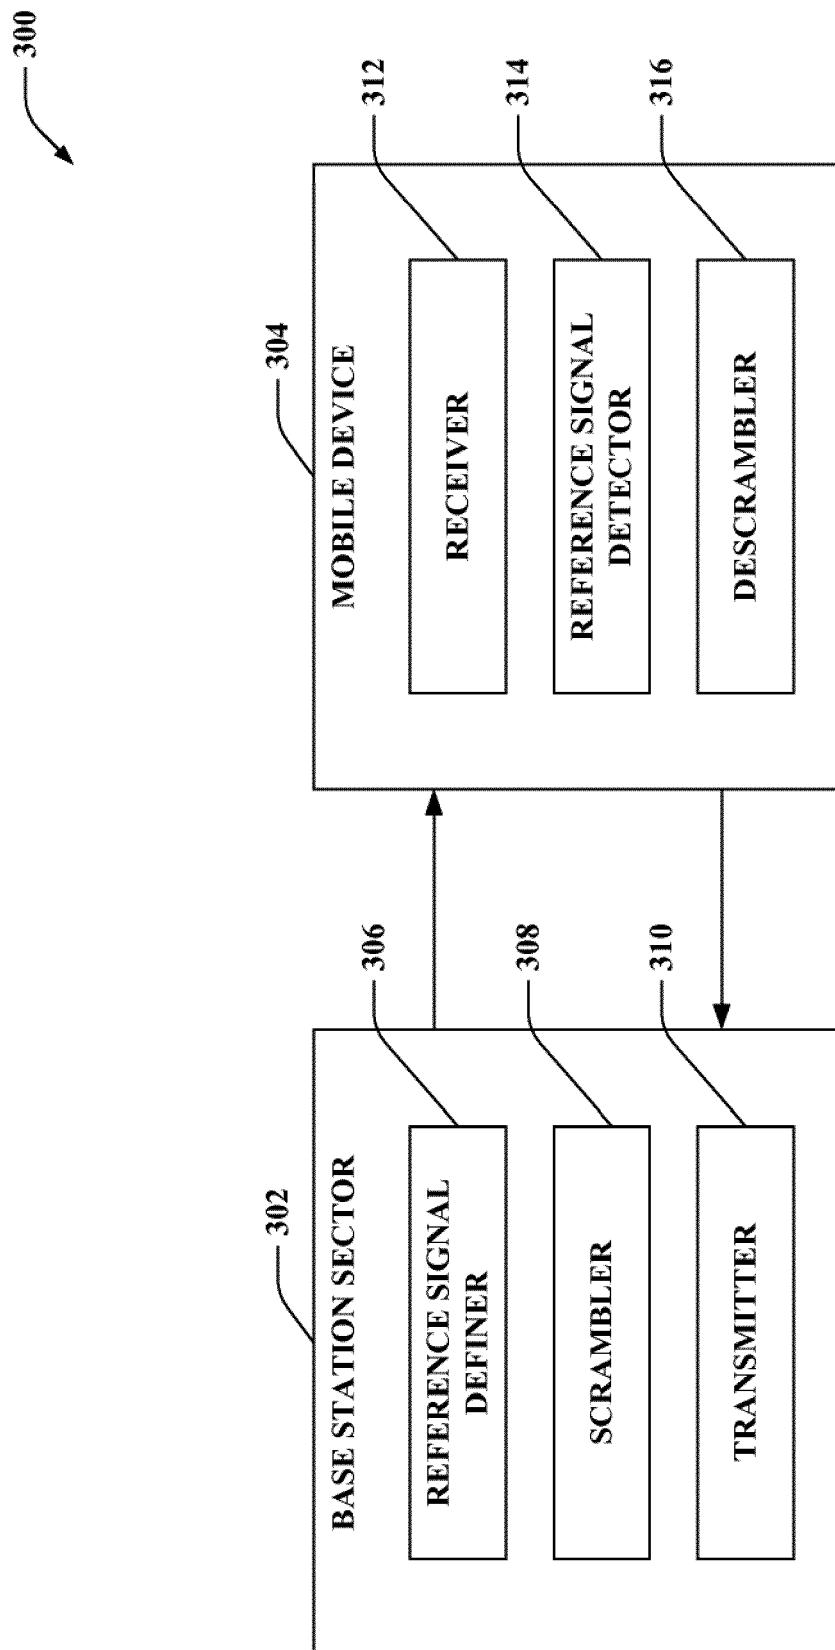 300
302
BASE STATION SECTOR
306
REFERENCE SIGNAL
DEFINER
308
SCRAMBLER
310
TRANSMITTER
304
MOBILE DEVICE
312
RECEIVER
314
REFERENCE SIGNAL
DETECTOR
316
DESCRAMBLER